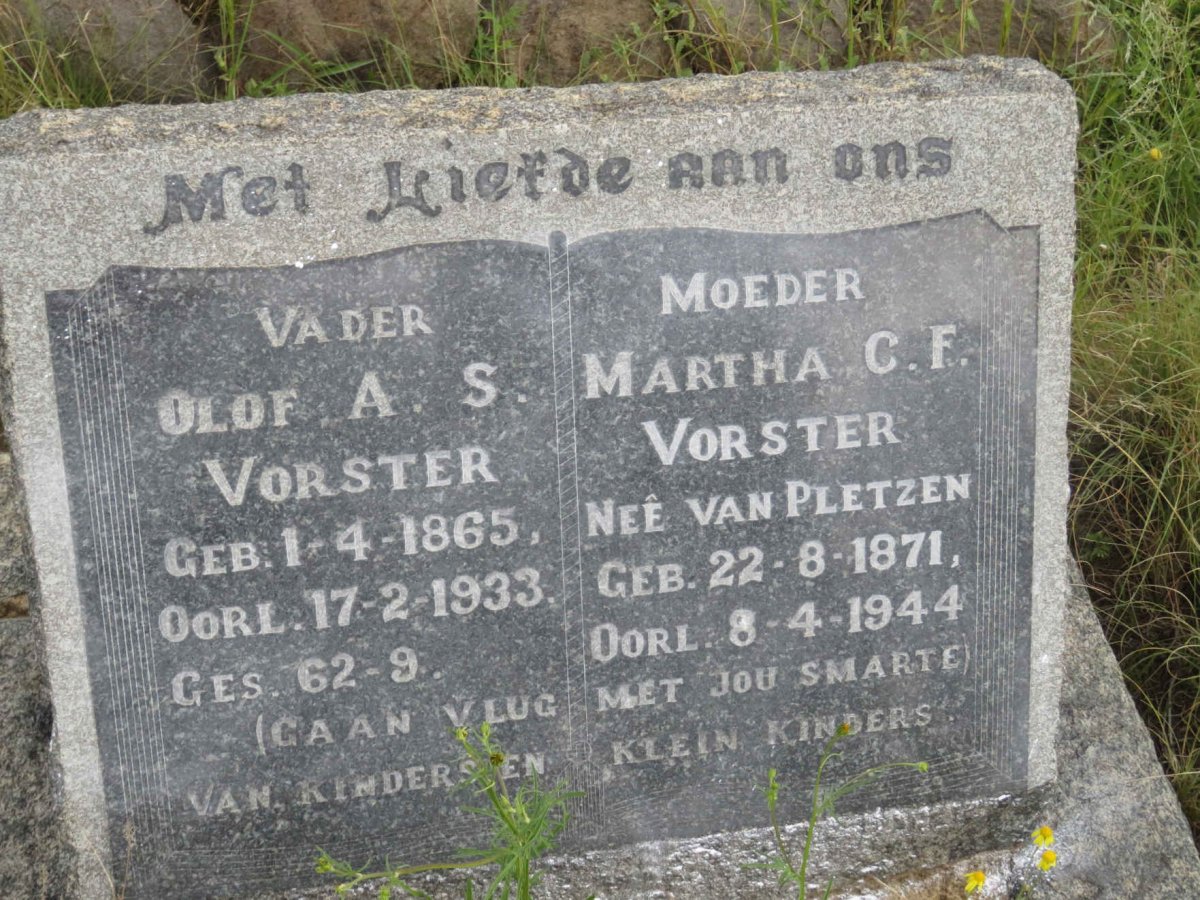 Met Liefde aan ons
VADER
OLOF A. S.
VORSTER
GEB. 1-4-1865,
OORL. 17-2-1933.
GES. 62-9.
MOEDER
MARTHA C.F.
VORSTER
NEÊ VAN PLETZEN
GEB. 22-8-1871,
OORL. 8-4-1944
(GAAN VLUG MET JOU SMARTE)
VAN KINDERS EN KLEIN KINDERS.